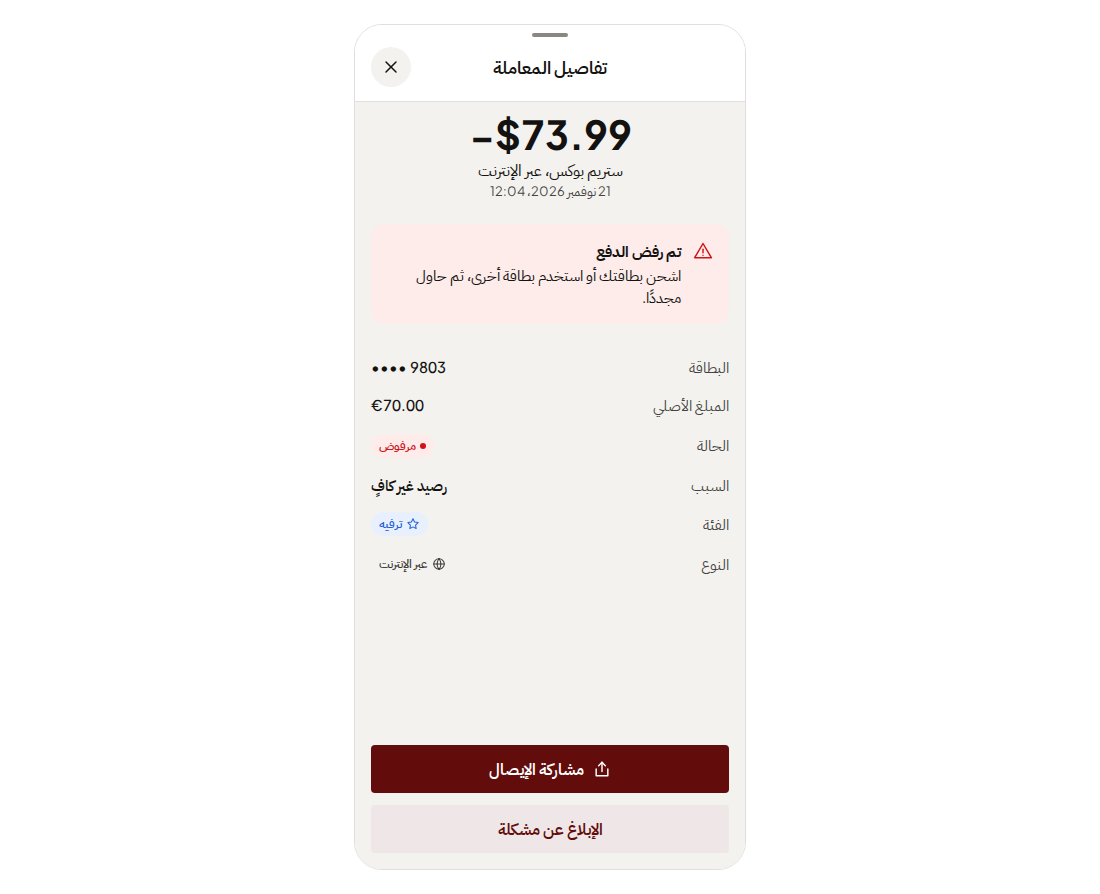 تفاصيل المعاملة
−$73.99
ستريم بوكس، عبر الإنترنت
21 نوفمبر 2026، 12:04
تم رفض الدفع
اشحن بطاقتك أو استخدم بطاقة أخرى، ثم حاول
مجددًا.
البطاقة
•••• 9803
المبلغ الأصلي
€70.00
الحالة
مرفوض
السبب
رصيد غير كافٍ
الفئة
ترفيه
النوع
عبر الإنترنت
مشاركة الإيصال
الإبلاغ عن مشكلة